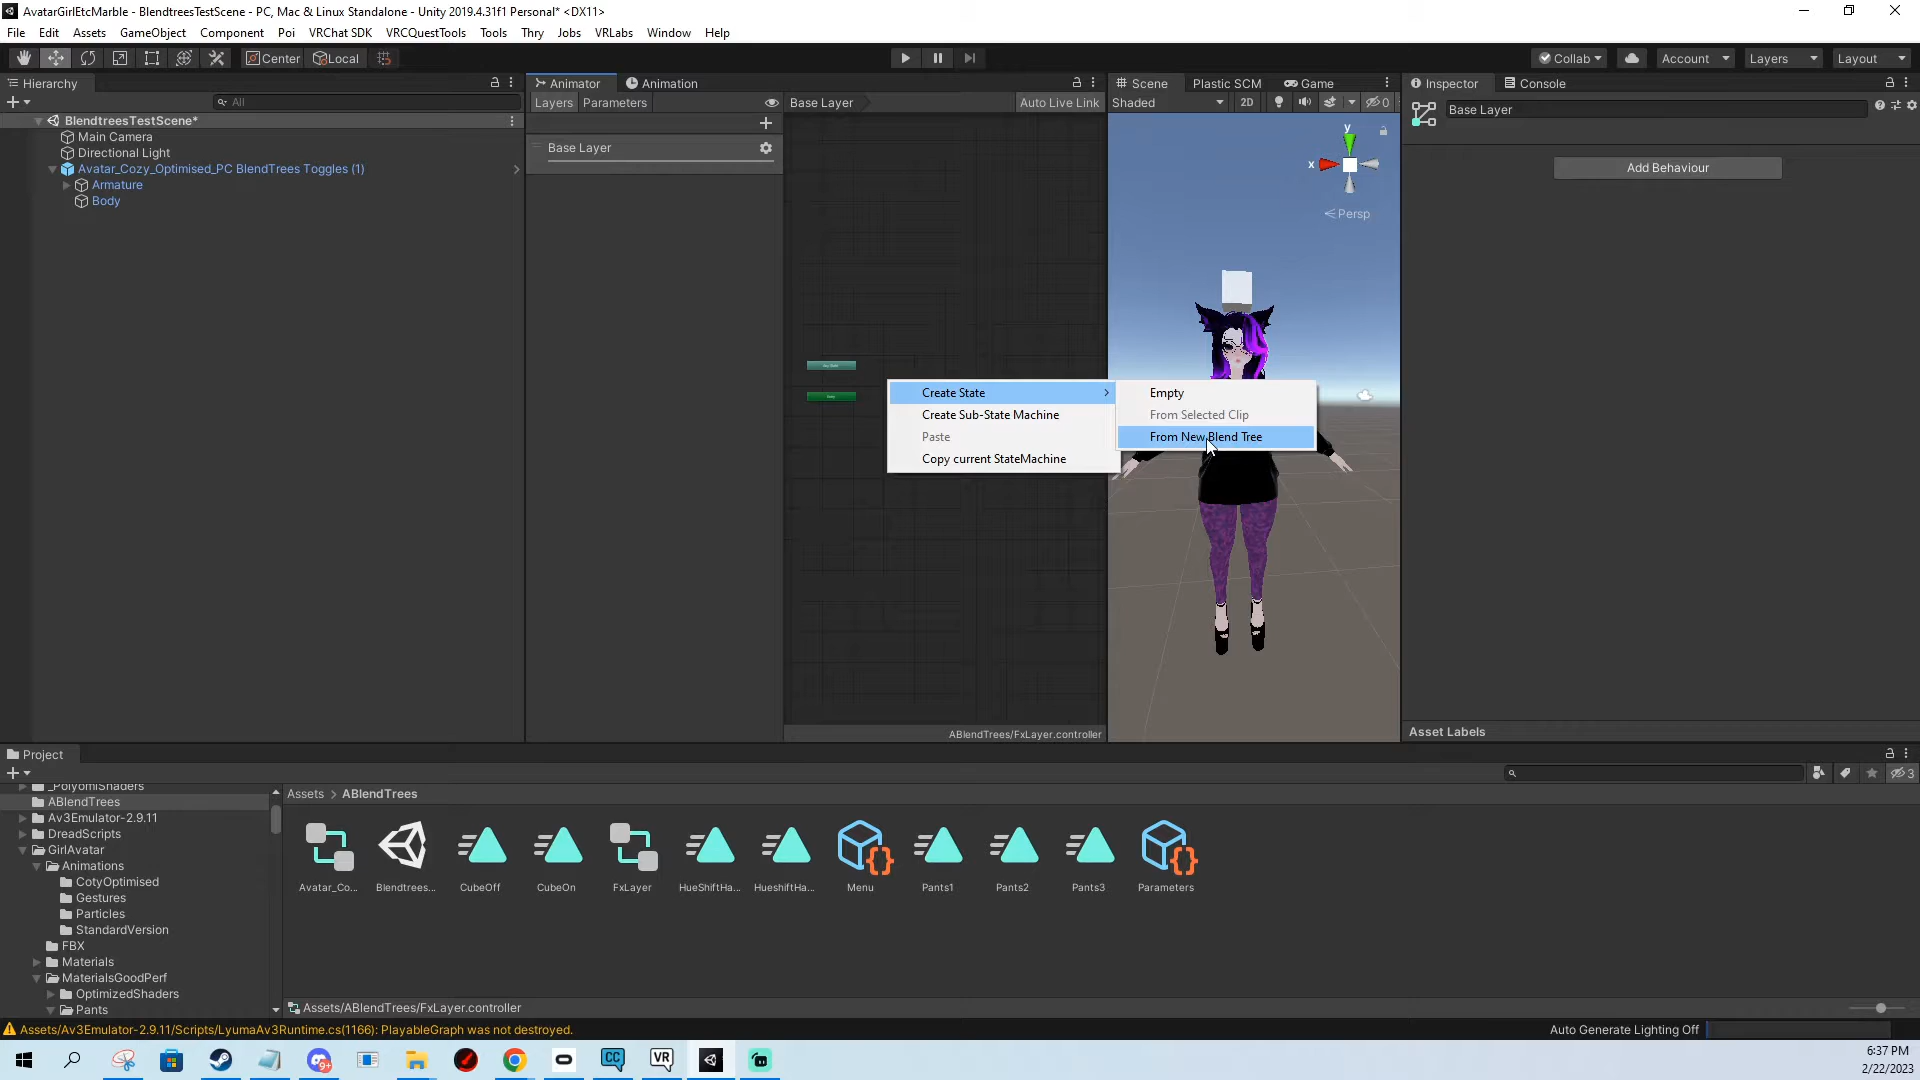 AvatarGirlEtcMarble - BlendtreesTestScene - PC, Mac & Linux Standalone - Unity 2019.4.31f1 Personal* <DX11>
File Edit Assets GameObject Component Poi VRChat SDK VRCQuestTools Tools Thry Jobs VRLabs Window Help
Center Local Collab Account Layers Layout
Hierarchy
All
BlendtreesTestScene*
Main Camera
Directional Light
Avatar_Cozy_Optimised_PC BlendTrees Toggles (1)
Armature
Body
Animator Animation
Layers Parameters
Base Layer
Base Layer Auto Live Link
Create State
Create Sub-State Machine
Paste
Copy current StateMachine
Empty
From Selected Clip
From New Blend Tree
ABlendTrees/FxLayer.controller
Scene Plastic SCM Game
Shaded 2D 0
y
x
Persp
Inspector Console
Base Layer
Add Behaviour
Asset Labels
Project
3
_PolyomiShaders
ABlendTrees
Av3Emulator-2.9.11
DreadScripts
GirlAvatar
Animations
CotyOptimised
Gestures
Particles
StandardVersion
FBX
Materials
MaterialsGoodPerf
OptimizedShaders
Pants
Assets > ABlendTrees
Avatar_Co... Blendtrees... CubeOff CubeOn FxLayer HueShiftHa... HueshiftHa... Menu Pants1 Pants2 Pants3 Parameters
Assets/ABlendTrees/FxLayer.controller
Assets/Av3Emulator-2.9.11/Scripts/LyumaAv3Runtime.cs(1166): PlayableGraph was not destroyed.
Auto Generate Lighting Off
CC
VR
6:37 PM
2/22/2023